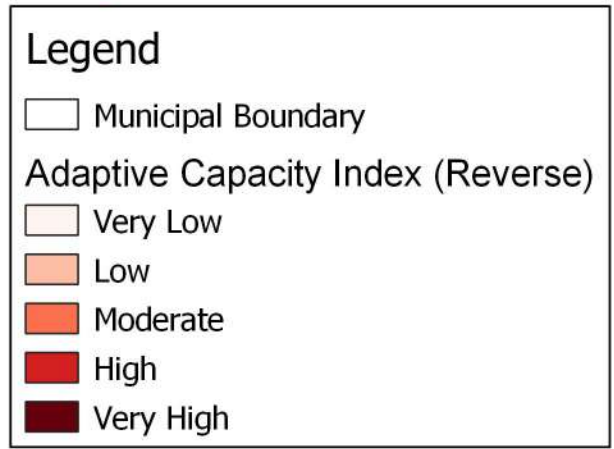 Legend
Municipal Boundary
Adaptive Capacity Index (Reverse)
Very Low
Low
Moderate
High
Very High